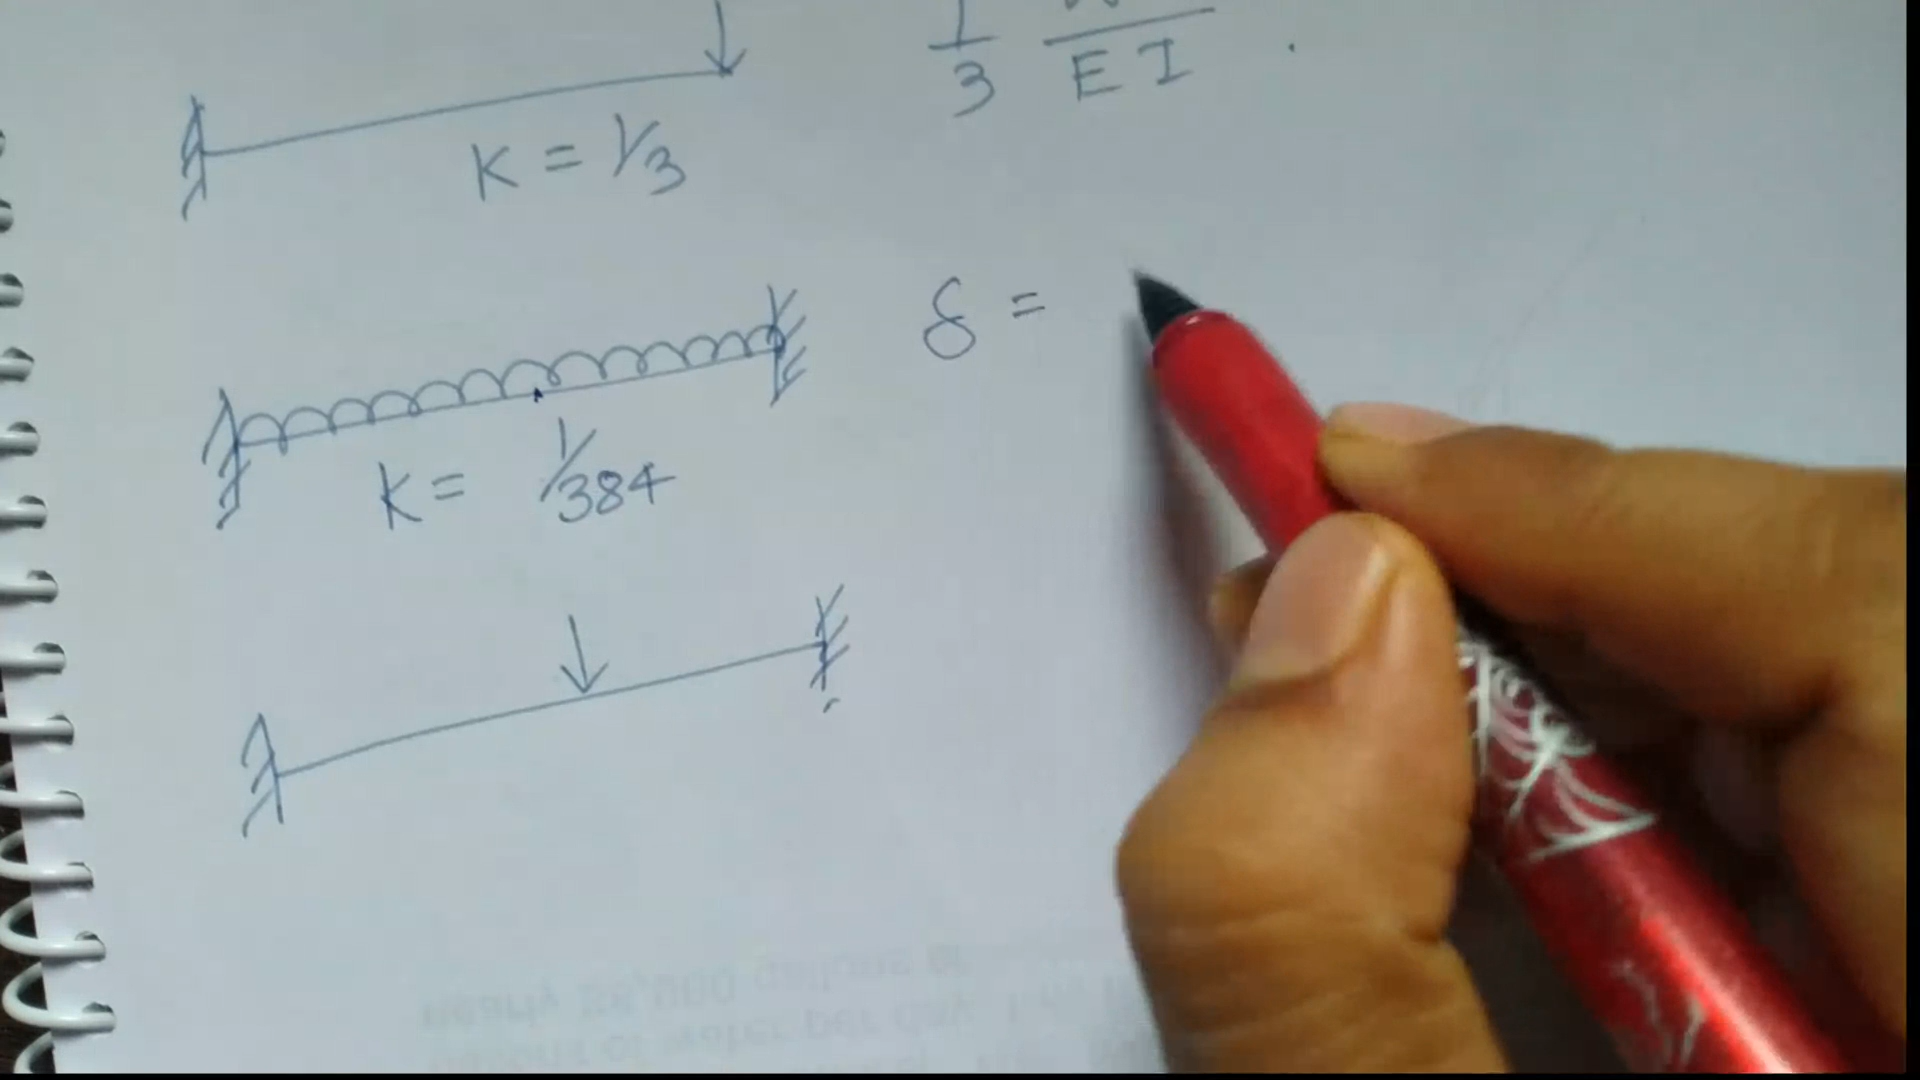 1/3 /EI
K = 1/3
δ =
K = 1/384